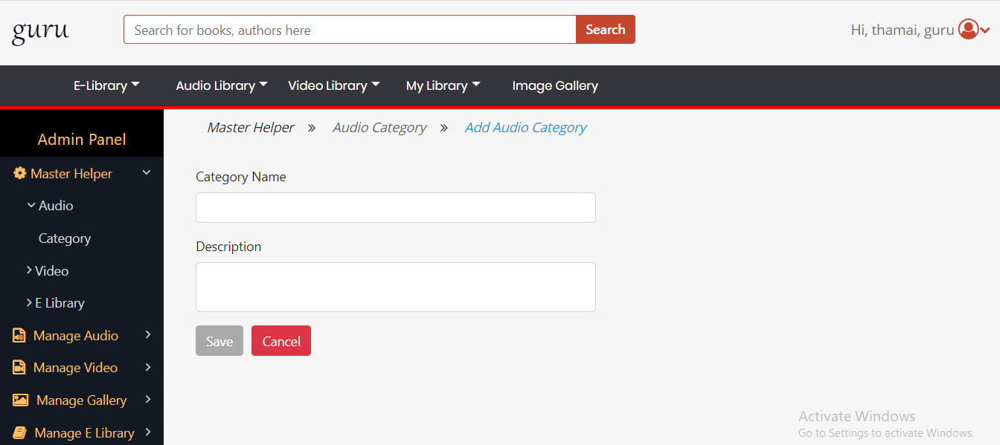 guru
Search for books, authors here
Search
Hi, thamai, guru
E-Library
Audio Library
Video Library
My Library
Image Gallery
Admin Panel
Master Helper
Audio
Category
Video
E Library
Manage Audio
Manage Video
Manage Gallery
Manage E Library
Master Helper » Audio Category » Add Audio Category
Category Name
Description
Save
Cancel
Activate Windows
Go to Settings to activate Windows.